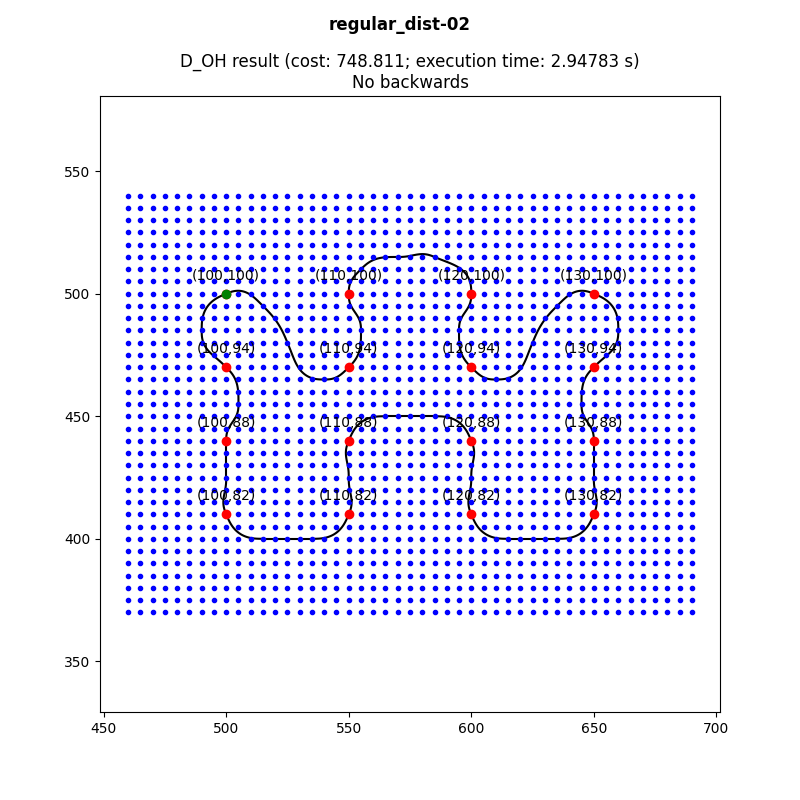 regular_dist-02
D_OH result (cost: 748.811; execution time: 2.94783 s)
No backwards
550
500
450
400
350
(100,100) (110,100) (120,100) (130,100)
(100,94) (110,94) (120,94) (130,94)
(100,88) (110,88) (120,88) (130,88)
(100,82) (110,82) (120,82) (130,82)
450 500 550 600 650 700